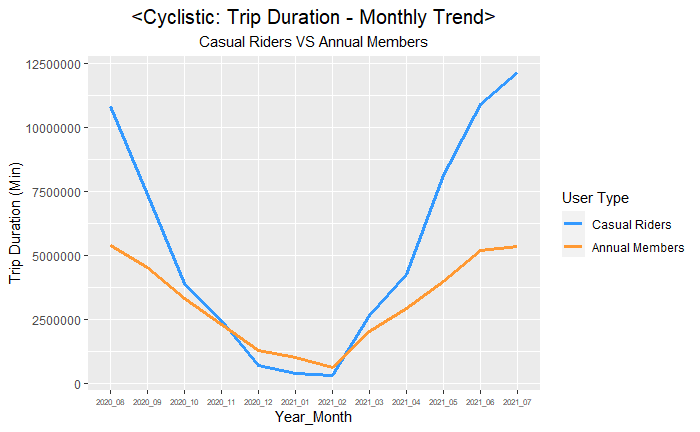 <Cyclistic: Trip Duration - Monthly Trend>
Casual Riders VS Annual Members
Trip Duration (Min)
12500000
10000000
7500000
5000000
2500000
0
2020_08 2020_09 2020_10 2020_11 2020_12 2021_01 2021_02 2021_03 2021_04 2021_05 2021_06 2021_07
Year_Month
User Type
Casual Riders
Annual Members